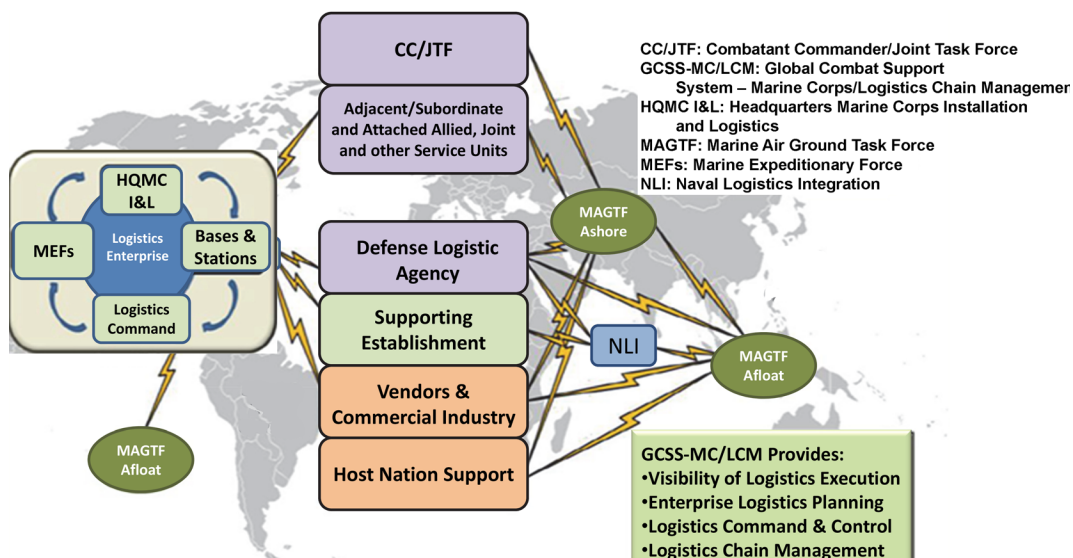 CC/JTF
Adjacent/Subordinate
and Attached Allied, Joint
and other Service Units
CC/JTF: Combatant Commander/Joint Task Force
GCSS-MC/LCM: Global Combat Support
System – Marine Corps/Logistics Chain Management
HQMC I&L: Headquarters Marine Corps Installation
and Logistics
MAGTF: Marine Air Ground Task Force
MEFs: Marine Expeditionary Force
NLI: Naval Logistics Integration
HQMC
I&L
MEFs
Logistics
Enterprise
Bases &
Stations
Logistics
Command
MAGTF
Ashore
Defense Logistic
Agency
Supporting
Establishment
NLI
MAGTF
Afloat
Vendors &
Commercial Industry
MAGTF
Afloat
Host Nation Support
GCSS-MC/LCM Provides:
•Visibility of Logistics Execution
•Enterprise Logistics Planning
•Logistics Command & Control
•Logistics Chain Management